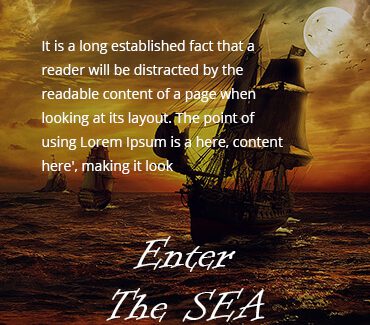 It is a long established fact that a
reader will be distracted by the
readable content of a page when
looking at its layout. The point of
using Lorem Ipsum is a here, content
here', making it look
Enter
The SEA